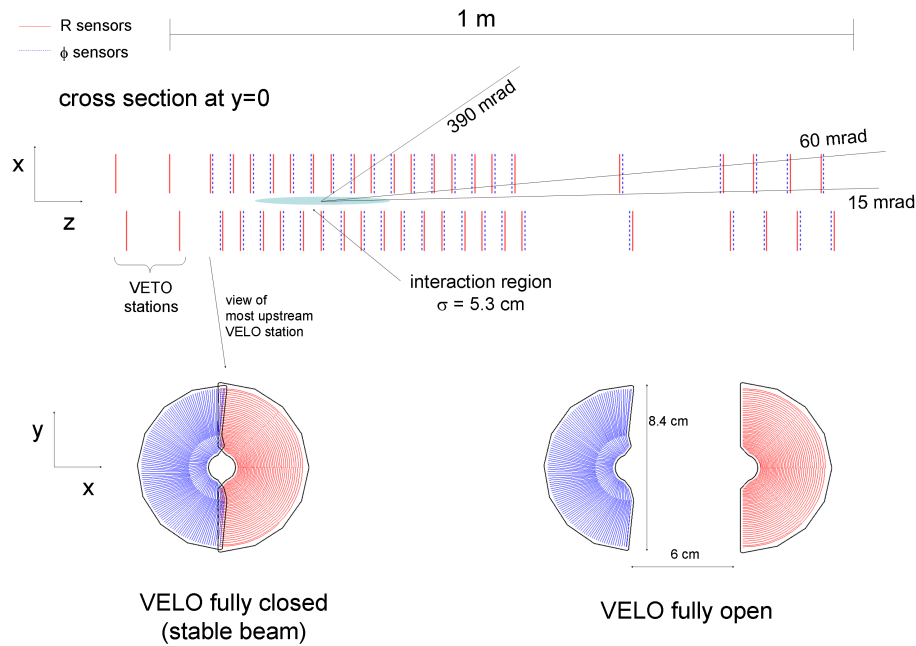 R sensors
ϕ sensors
1 m
cross section at y=0
390 mrad
60 mrad
15 mrad
x
z
VETO
stations
interaction region
σ = 5.3 cm
view of
most upstream
VELO station
y
x
8.4 cm
6 cm
VELO fully closed
(stable beam)
VELO fully open